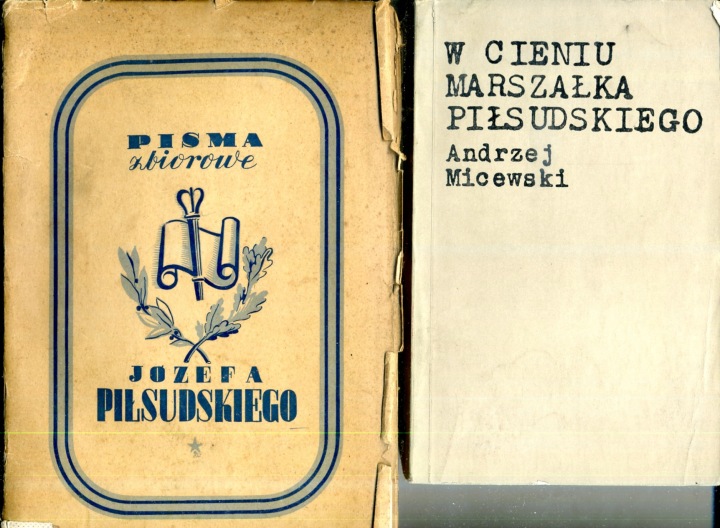 PISMA
zbiorowe
JÓZEFA
PIŁSUDSKIEGO
W CIENIU
MARSZAŁKA
PIŁSUDSKIEGO
Andrzej
Micewski